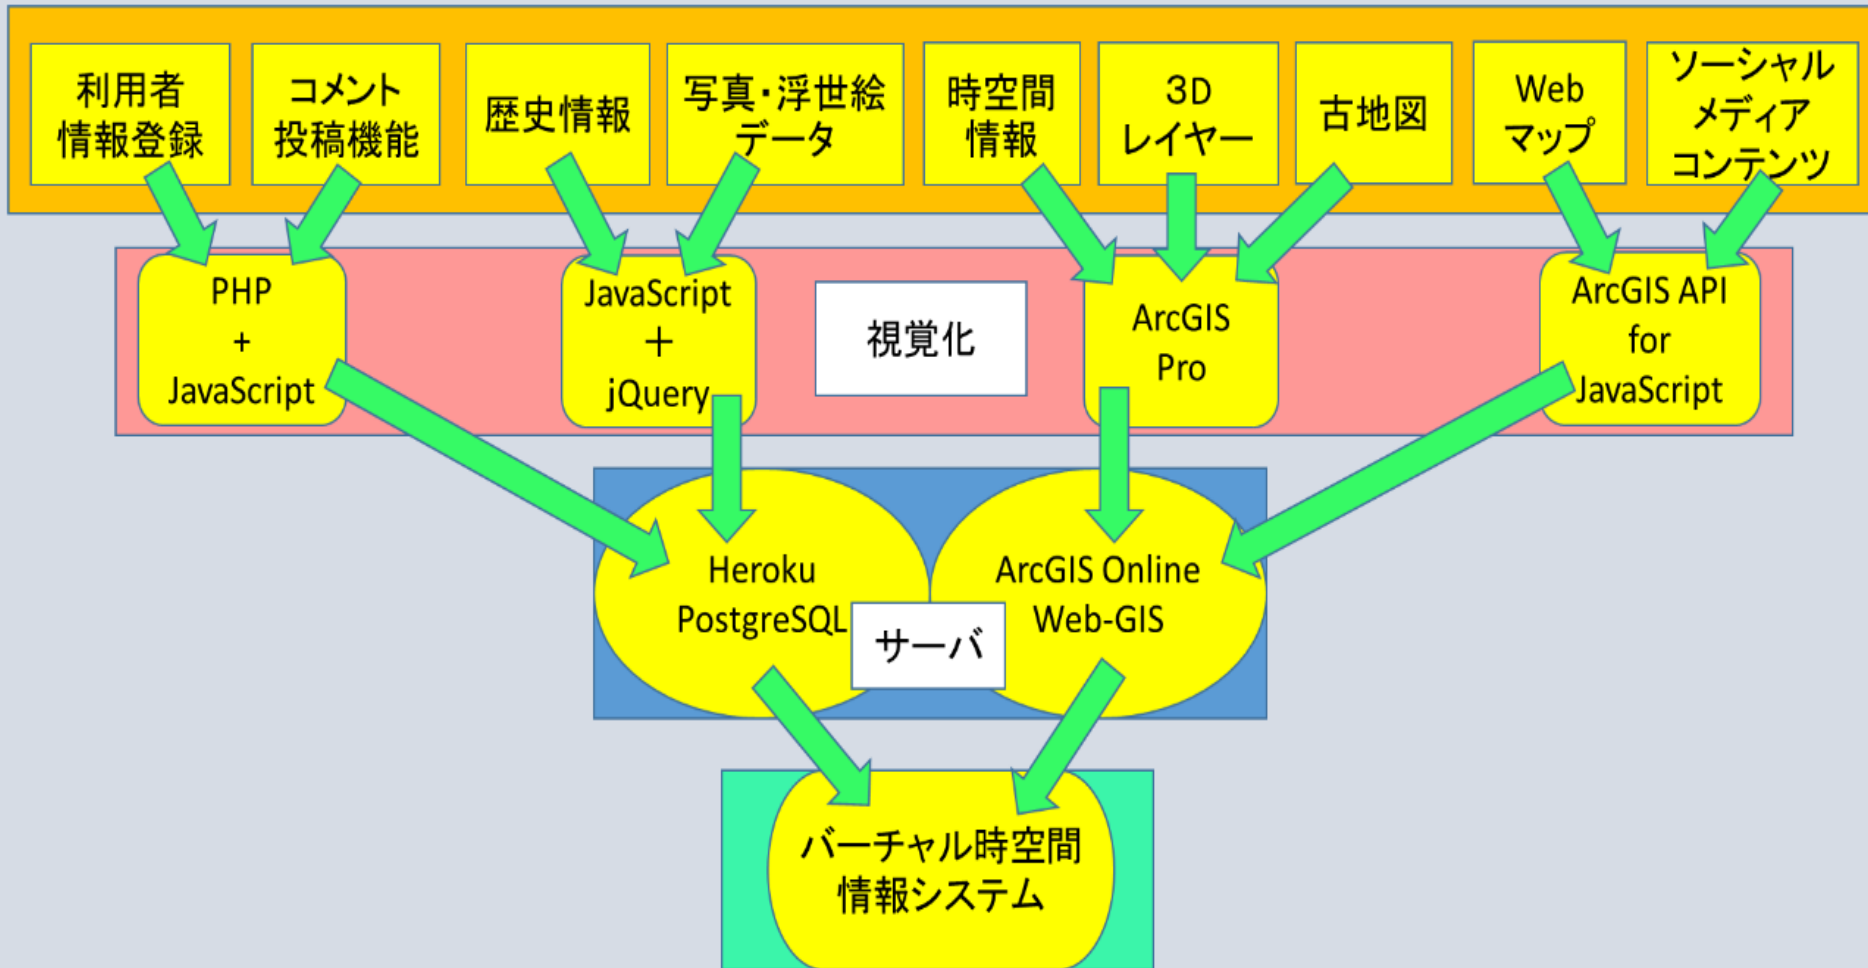 利用者
情報登録
コメント
投稿機能
歴史情報
写真・浮世絵
データ
時空間
情報
3D
レイヤー
古地図
Web
マップ
ソーシャル
メディア
コンテンツ
PHP
+
JavaScript
JavaScript
+
jQuery
視覚化
ArcGIS
Pro
ArcGIS API
for
JavaScript
Heroku
PostgreSQL
サーバ
ArcGIS Online
Web-GIS
バーチャル時空間
情報システム